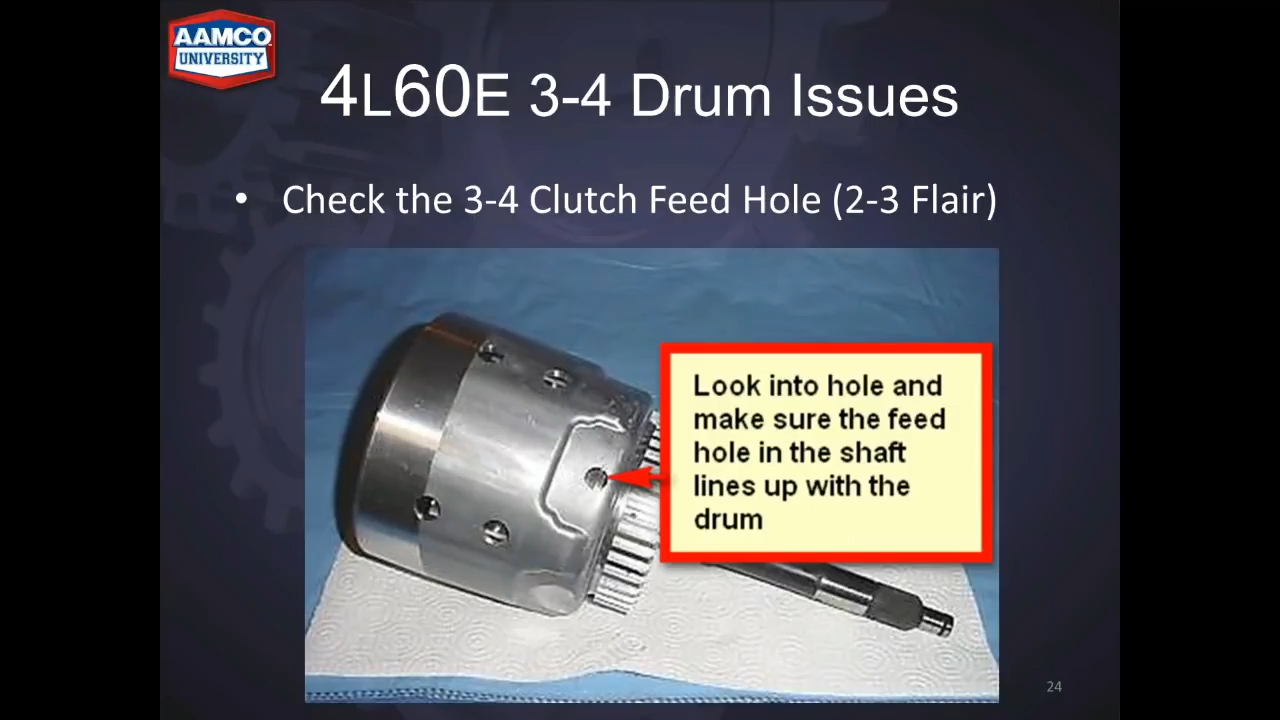 AAMCO
UNIVERSITY
4L60E 3-4 Drum Issues
• Check the 3-4 Clutch Feed Hole (2-3 Flair)
Look into hole and
make sure the feed
hole in the shaft
lines up with the
drum
24